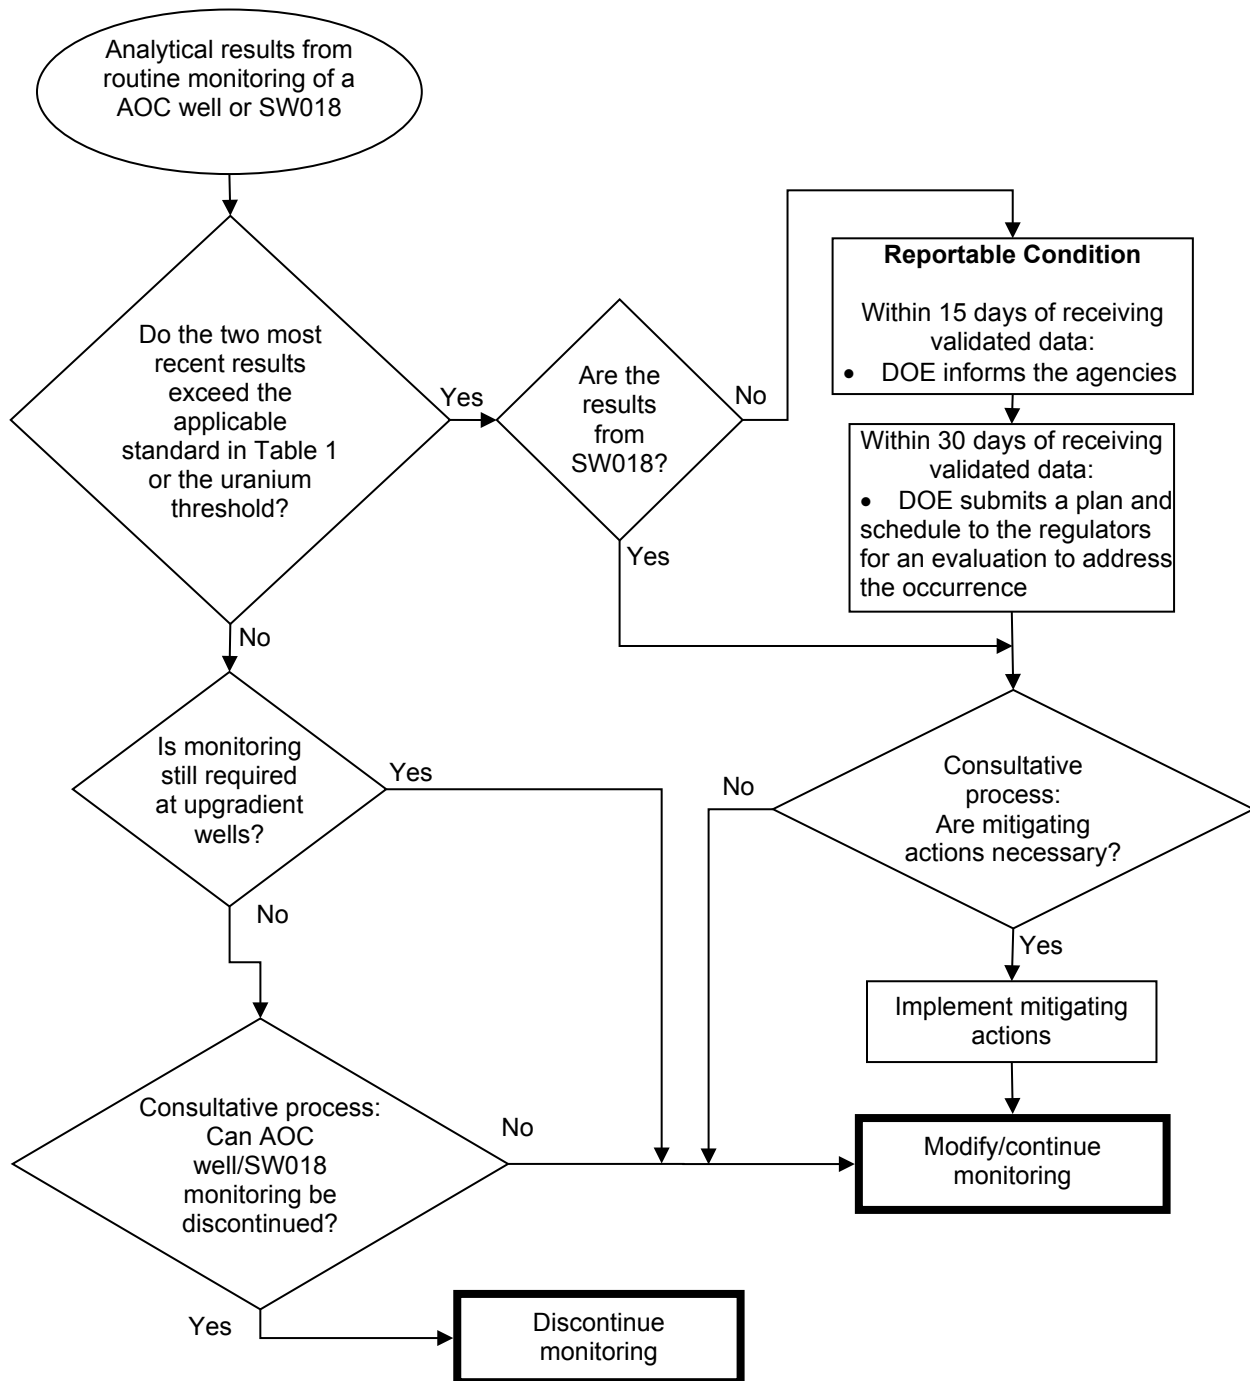 Analytical results from
routine monitoring of a
AOC well or SW018
Do the two most
recent results
exceed the
applicable
standard in Table 1
or the uranium
threshold?
Yes
No
Are the
results
from
SW018?
No
Yes
Reportable Condition
Within 15 days of receiving
validated data:
• DOE informs the agencies
Within 30 days of receiving
validated data:
• DOE submits a plan and
schedule to the regulators
for an evaluation to address
the occurrence
Is monitoring
still required
at upgradient
wells?
Yes
No
Consultative
process:
Are mitigating
actions necessary?
No
Yes
Implement mitigating
actions
Consultative process:
Can AOC
well/SW018
monitoring be
discontinued?
No
Yes
Modify/continue
monitoring
Discontinue
monitoring